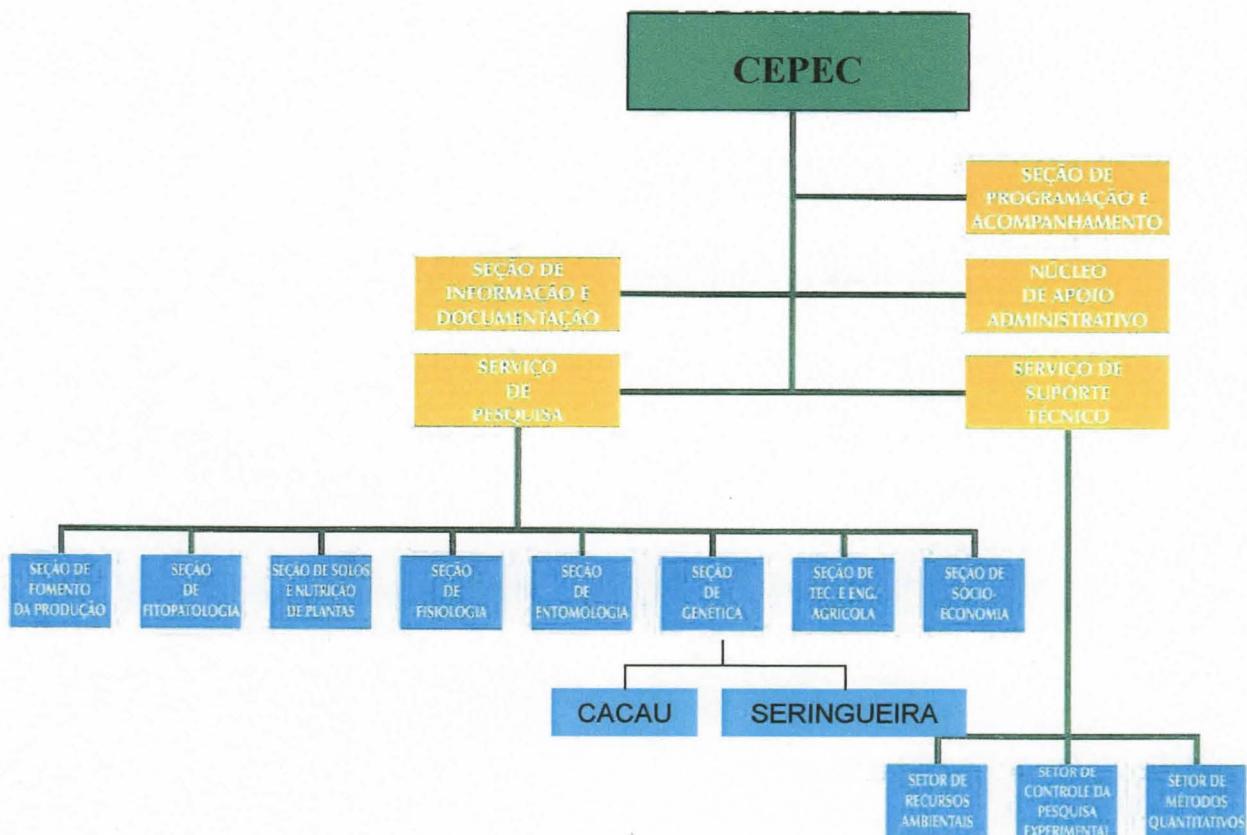 CEPEC
SEÇÃO DE
PROGRAMAÇÃO E
ACOMPANHAMENTO
SEÇÃO DE
INFORMAÇÃO E
DOCUMENTAÇÃO
NÚCLEO
DE APOIO
ADMINISTRATIVO
SERVIÇO
DE
PESQUISA
SERVIÇO DE
SUPORTE
TÉCNICO
SEÇÃO DE
FOMENTO
DA PRODUÇÃO
SEÇÃO
DE
FITOPATOLOGIA
SEÇÃO DE SOLOS
E NUTRIÇÃO
DE PLANTAS
SEÇÃO
DE
FISIOLOGIA
SEÇÃO
DE
ENTOMOLOGIA
SEÇÃO
DE
GENÉTICA
SEÇÃO DE
TEC. E ENG.
AGRÍCOLA
SEÇÃO DE
SÓCIO-
ECONOMIA
CACAU
SERINGUEIRA
SETOR DE
RECURSOS
AMBIENTAIS
SETOR DE
CONTROLE DA
PESQUISA
EXPERIMENTAL
SETOR DE
MÉTODOS
QUANTITATIVOS